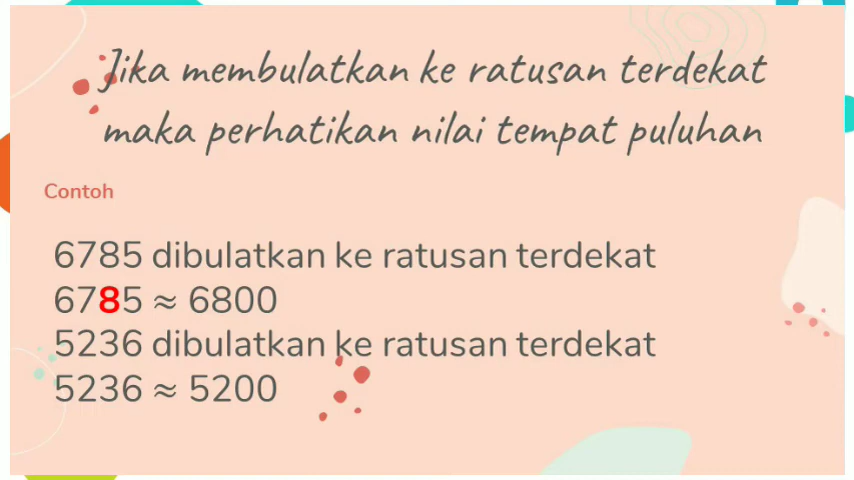 Jika membulatkan ke ratusan terdekat
maka perhatikan nilai tempat puluhan
Contoh
6785 dibulatkan ke ratusan terdekat
6785 ≈ 6800
5236 dibulatkan ke ratusan terdekat
5236 ≈ 5200